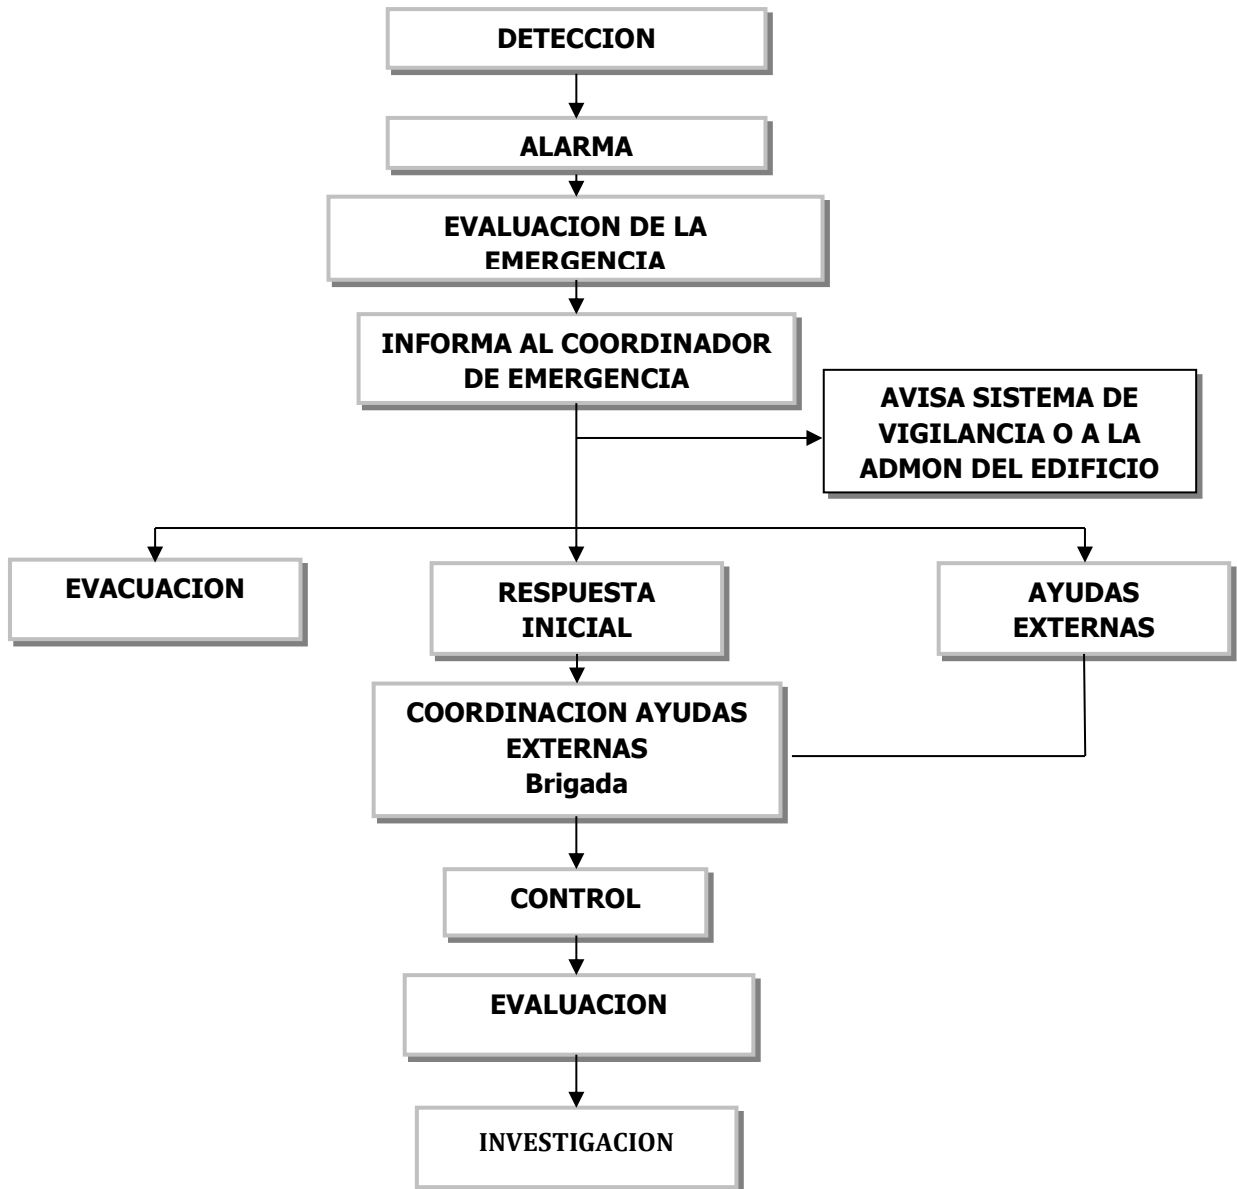 DETECCION
ALARMA
EVALUACION DE LA
EMERGENCIA
INFORMA AL COORDINADOR
DE EMERGENCIA
AVISA SISTEMA DE
VIGILANCIA O A LA
ADMON DEL EDIFICIO
EVACUACION
RESPUESTA
INICIAL
AYUDAS
EXTERNAS
COORDINACION AYUDAS
EXTERNAS
Brigada
CONTROL
EVALUACION
INVESTIGACION